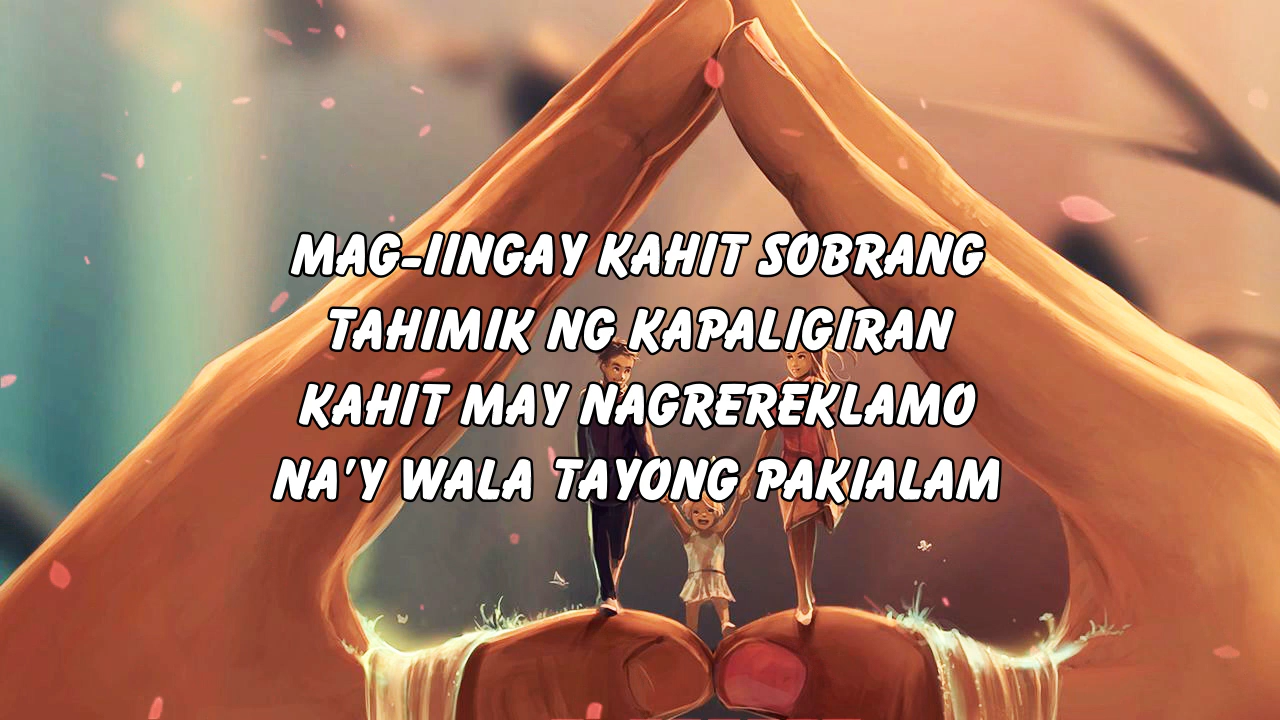 MAG-IINGAY KAHIT SOBRANG
TAHIMIK NG KAPALIGIRAN
KAHIT MAY NAGREREKLAMO
NA'Y WALA TAYONG PAKIALAM